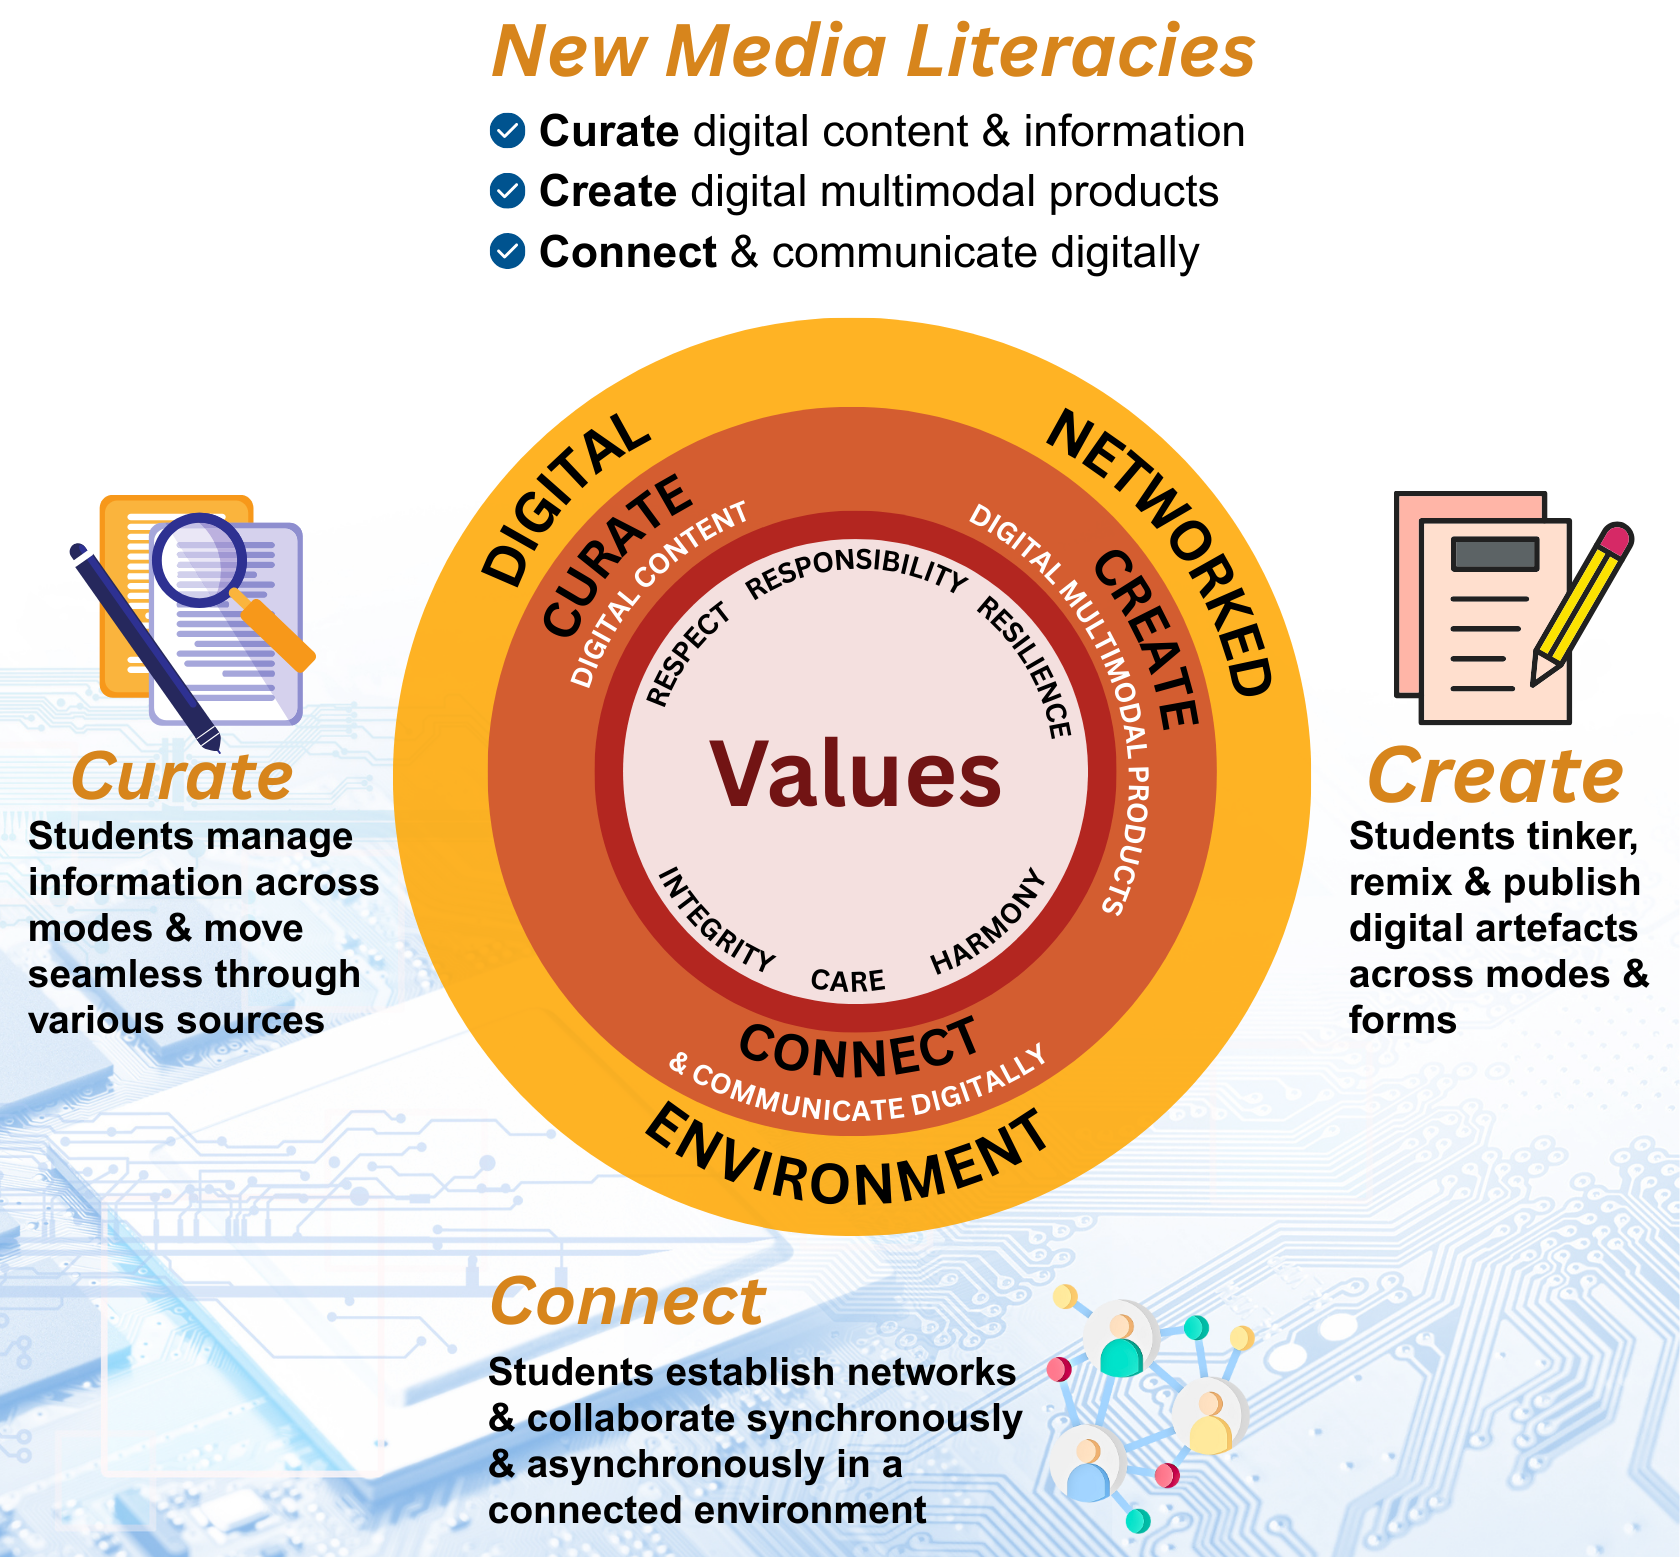 New Media Literacies
Curate digital content & information
Create digital multimodal products
Connect & communicate digitally
DIGITAL
NETWORKED
ENVIRONMENT
CURATE
DIGITAL CONTENT
CREATE
DIGITAL MULTIMODAL PRODUCTS
CONNECT
& COMMUNICATE DIGITALLY
RESPECT
RESPONSIBILITY
RESILIENCE
Values
INTEGRITY
CARE
HARMONY
Curate
Students manage
information across
modes & move
seamless through
various sources
Create
Students tinker,
remix & publish
digital artefacts
across modes &
forms
Connect
Students establish networks
& collaborate synchronously
& asynchronously in a
connected environment